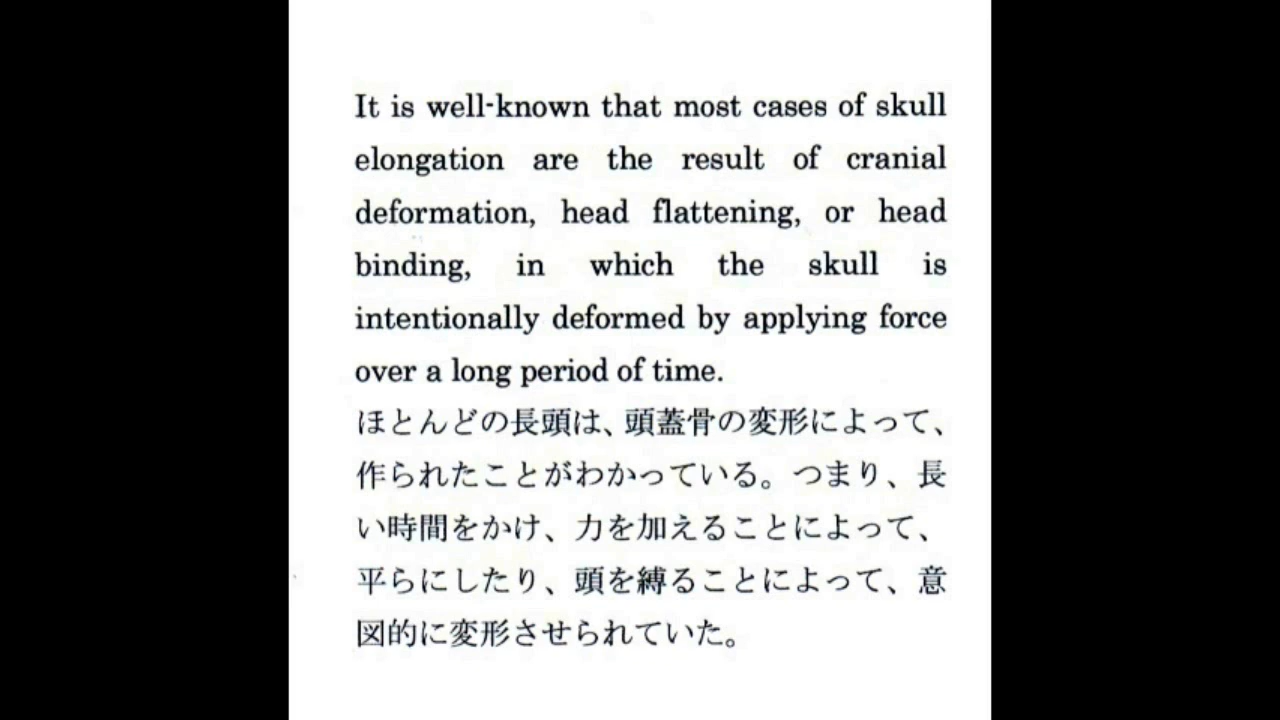 It is well-known that most cases of skull
elongation are the result of cranial
deformation, head flattening, or head
binding, in which the skull is
intentionally deformed by applying force
over a long period of time.
ほとんどの長頭は、頭蓋骨の変形によって、
作られたことがわかっている。つまり、長
い時間をかけ、力を加えることによって、
平らにしたり、頭を縛ることによって、意
図的に変形させられていた。